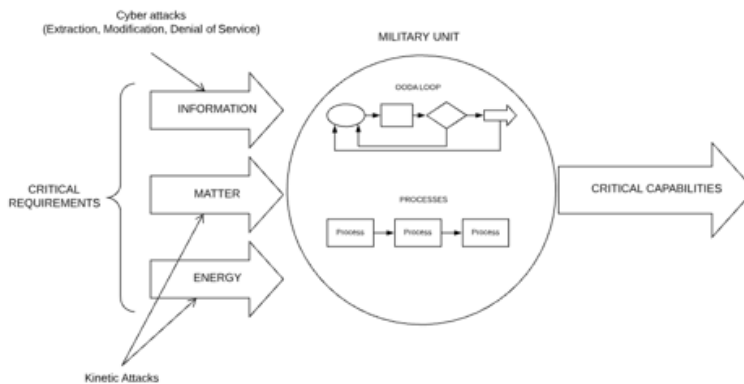 Cyber attacks
(Extraction, Modification, Denial of Service)
MILITARY UNIT
OODA LOOP
INFORMATION
CRITICAL
REQUIREMENTS
MATTER
CRITICAL CAPABILITIES
PROCESSES
Process
Process
Process
ENERGY
Kinetic Attacks